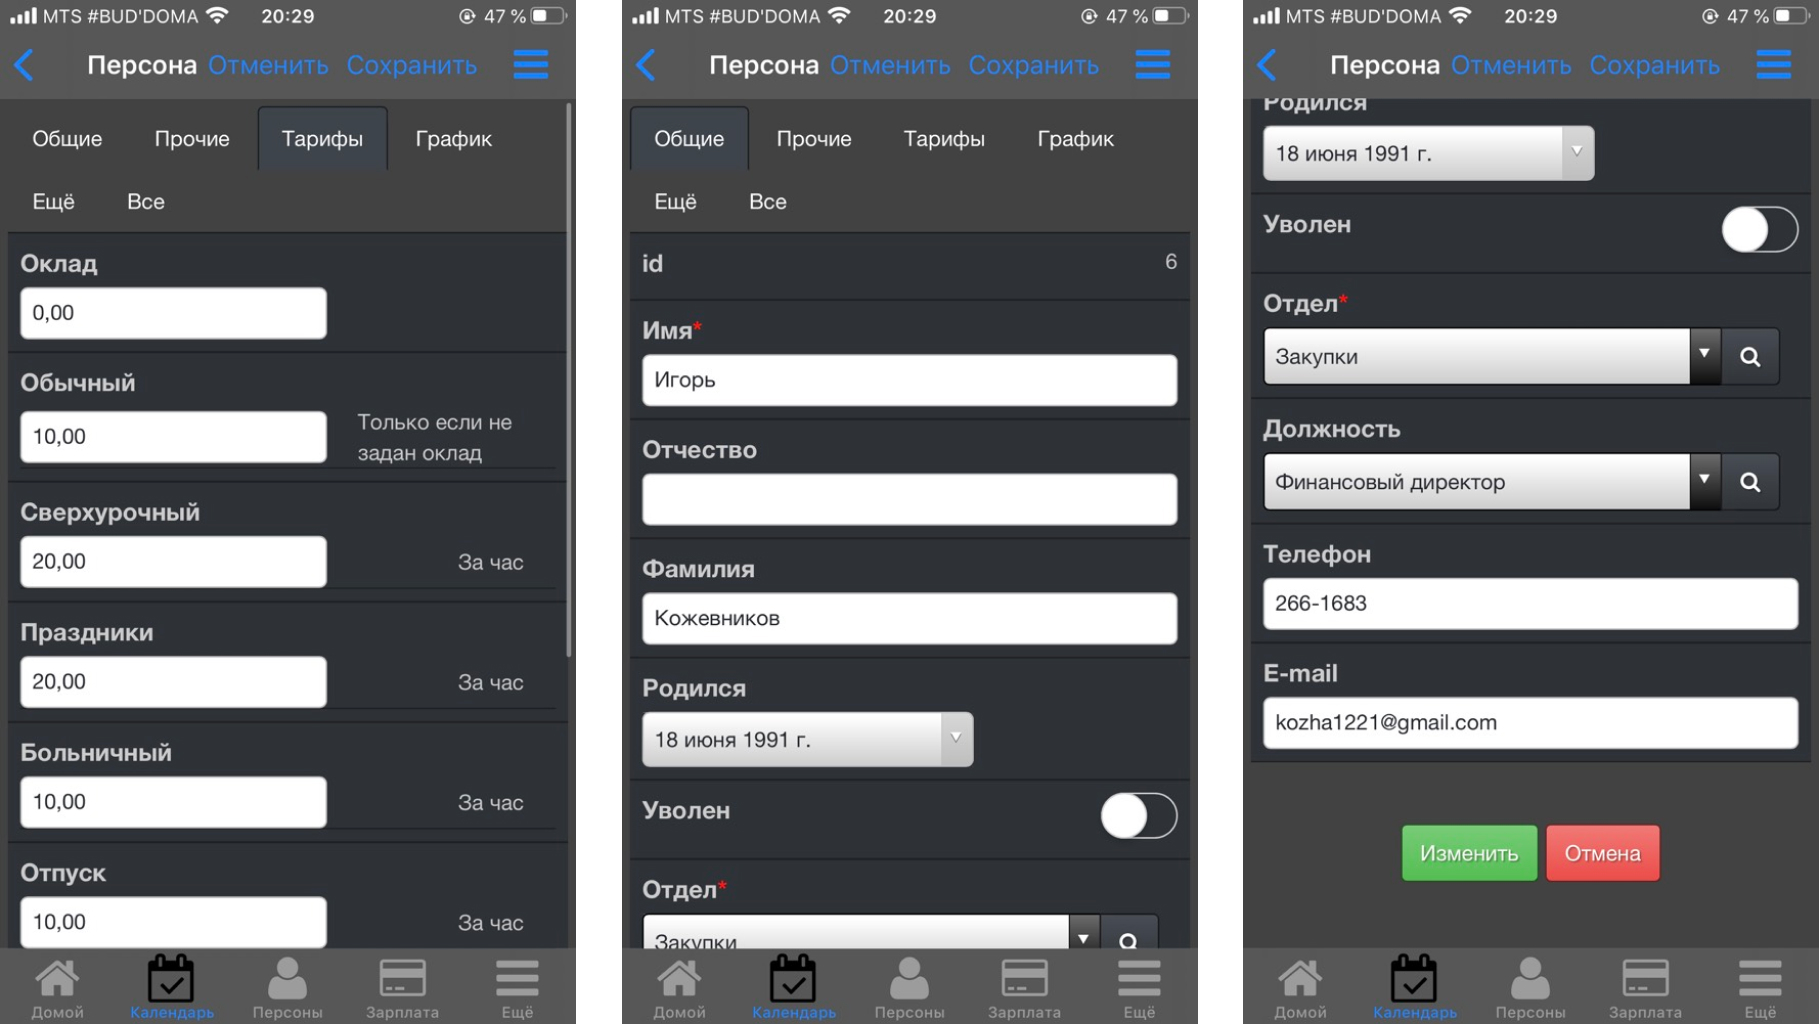 MTS #BUD'DOMA 20:29 47 %
Персона Отменить Сохранить
Общие Прочие Тарифы График
Ещё Все
Оклад
0,00
Обычный
10,00
Только если не
задан оклад
Сверхурочный
20,00 За час
Праздники
20,00 За час
Больничный
10,00 За час
Отпуск
10,00 За час
Домой Календарь Персоны Зарплата Ещё
MTS #BUD'DOMA 20:29 47 %
Персона Отменить Сохранить
Общие Прочие Тарифы График
Ещё Все
id 6
Имя*
Игорь
Отчество
Фамилия
Кожевников
Родился
18 июня 1991 г.
Уволен
Отдел*
Закупки
Домой Календарь Персоны Зарплата Ещё
MTS #BUD'DOMA 20:29 47 %
Персона Отменить Сохранить
Родился
18 июня 1991 г.
Уволен
Отдел*
Закупки
Должность
Финансовый директор
Телефон
266-1683
E-mail
kozha1221@gmail.com
Изменить Отмена
Домой Календарь Персоны Зарплата Ещё